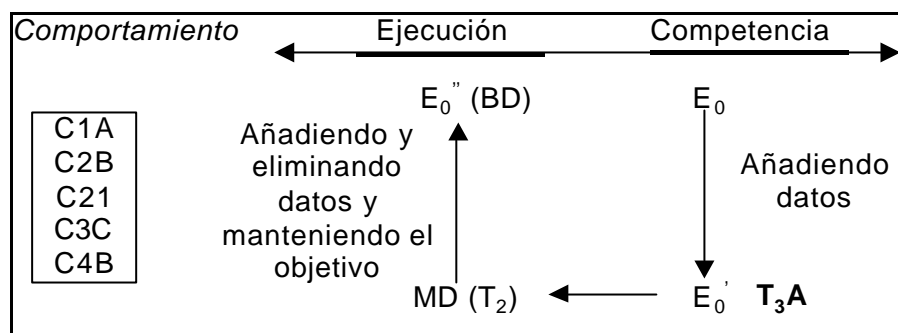 Comportamiento Ejecución Competencia
E₀'' (BD) E₀
C1A
C2B
C21
C3C
C4B
Añadiendo y
eliminando
datos y
manteniendo el
objetivo
Añadiendo
datos
MD (T₂) E₀' T₃A